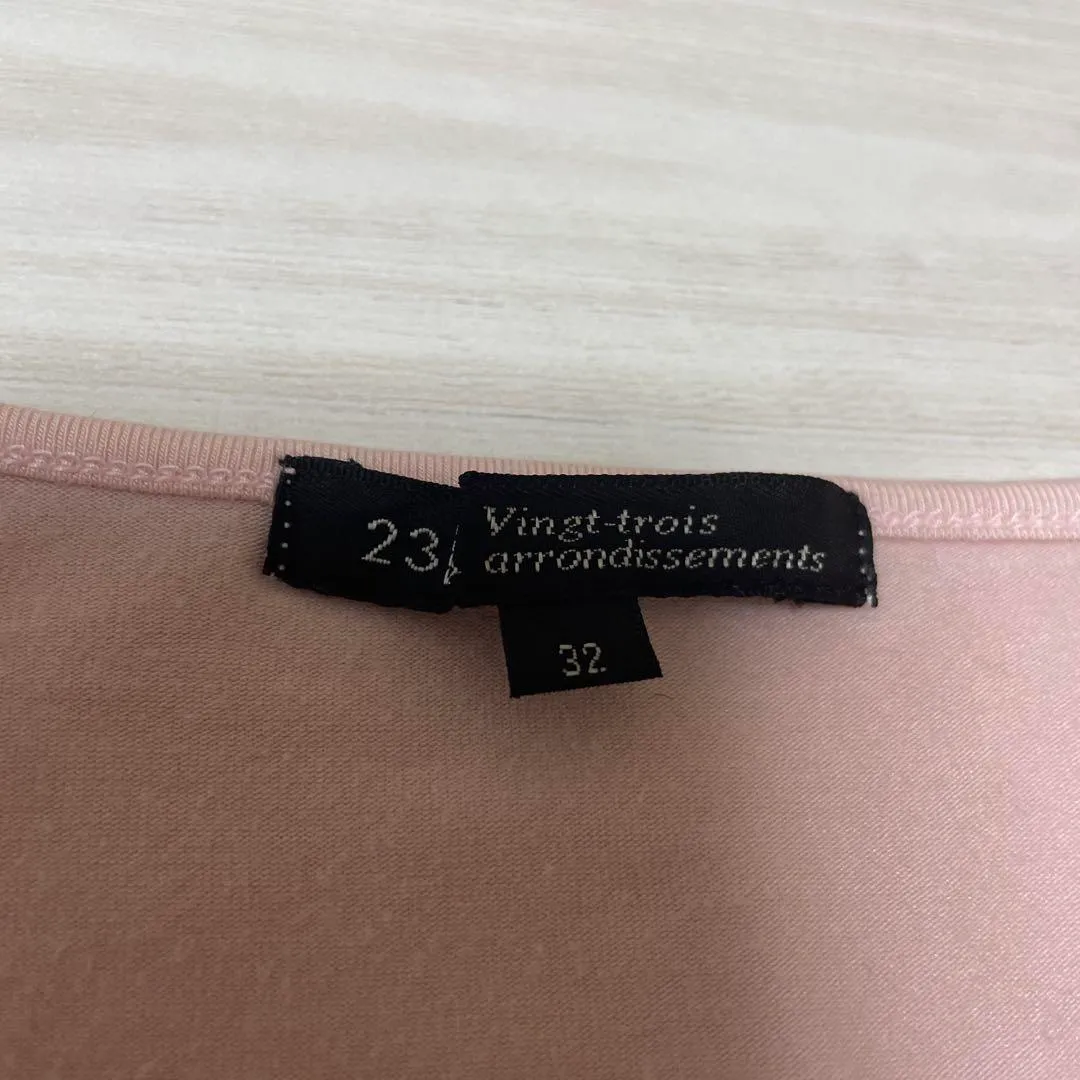 23
Vingt-trois
arrondissements
32